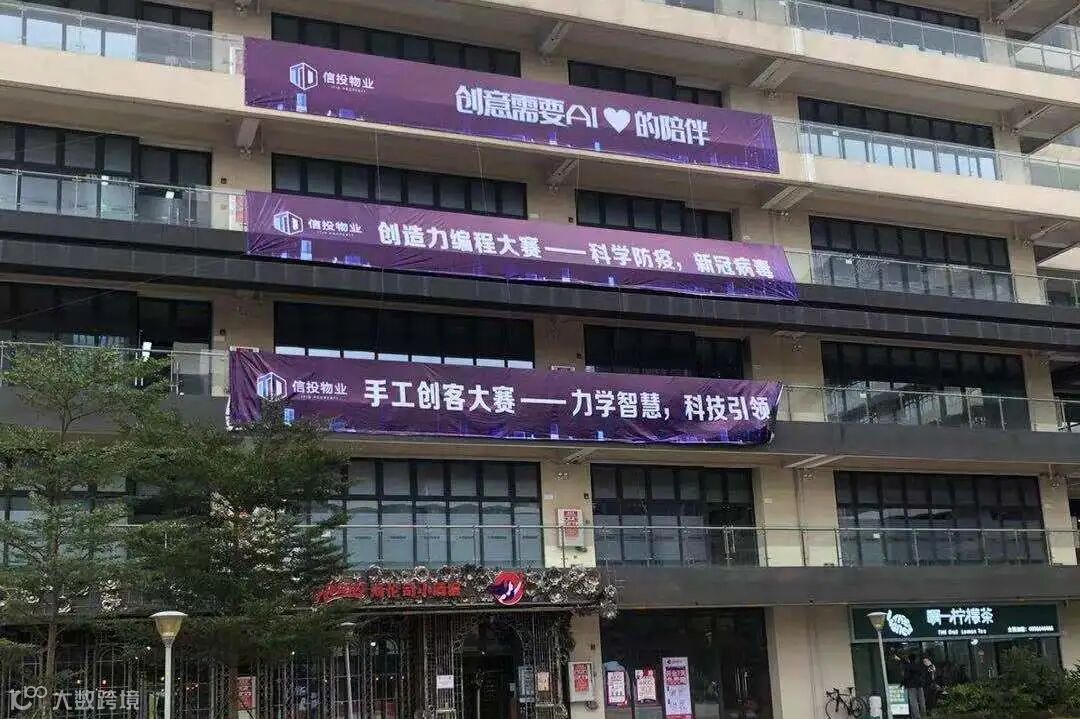 信投物业
创意需要AI♥的陪伴
信投物业
创造力编程大赛——科学防疫，新冠病毒
信投物业
手工创客大赛——力学智慧，科技引领
啊一柠檬茶
大数跨境